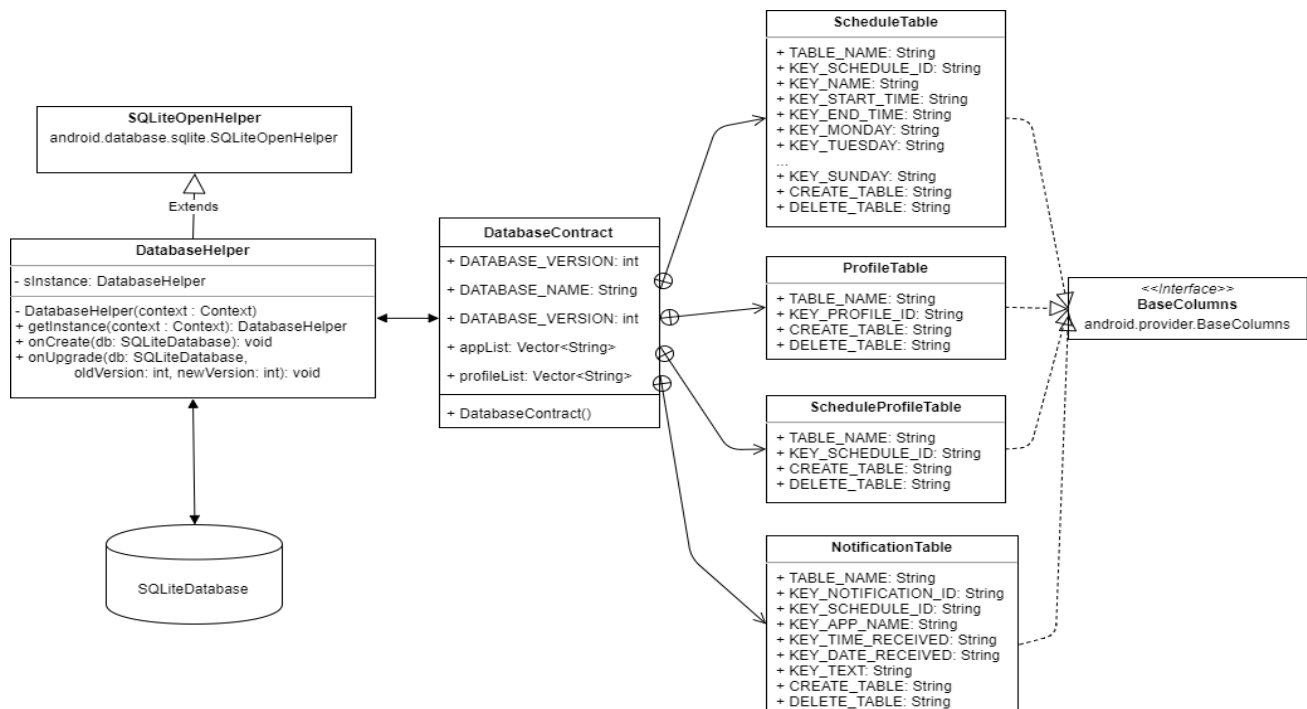 SQLiteOpenHelper
android.database.sqlite.SQLiteOpenHelper
Extends
DatabaseHelper
- sInstance: DatabaseHelper
- DatabaseHelper(context : Context)
+ getInstance(context : Context): DatabaseHelper
+ onCreate(db: SQLiteDatabase): void
+ onUpgrade(db: SQLiteDatabase,
oldVersion: int, newVersion: int): void
SQLiteDatabase
DatabaseContract
+ DATABASE_VERSION: int
+ DATABASE_NAME: String
+ DATABASE_VERSION: int
+ appList: Vector<String>
+ profileList: Vector<String>
+ DatabaseContract()
ScheduleTable
+ TABLE_NAME: String
+ KEY_SCHEDULE_ID: String
+ KEY_NAME: String
+ KEY_START_TIME: String
+ KEY_END_TIME: String
+ KEY_MONDAY: String
+ KEY_TUESDAY: String
...
+ KEY_SUNDAY: String
+ CREATE_TABLE: String
+ DELETE_TABLE: String
ProfileTable
+ TABLE_NAME: String
+ KEY_PROFILE_ID: String
+ CREATE_TABLE: String
+ DELETE_TABLE: String
ScheduleProfileTable
+ TABLE_NAME: String
+ KEY_SCHEDULE_ID: String
+ CREATE_TABLE: String
+ DELETE_TABLE: String
NotificationTable
+ TABLE_NAME: String
+ KEY_NOTIFICATION_ID: String
+ KEY_SCHEDULE_ID: String
+ KEY_APP_NAME: String
+ KEY_TIME_RECEIVED: String
+ KEY_DATE_RECEIVED: String
+ KEY_TEXT: String
+ CREATE_TABLE: String
+ DELETE_TABLE: String
<<Interface>>
BaseColumns
android.provider.BaseColumns